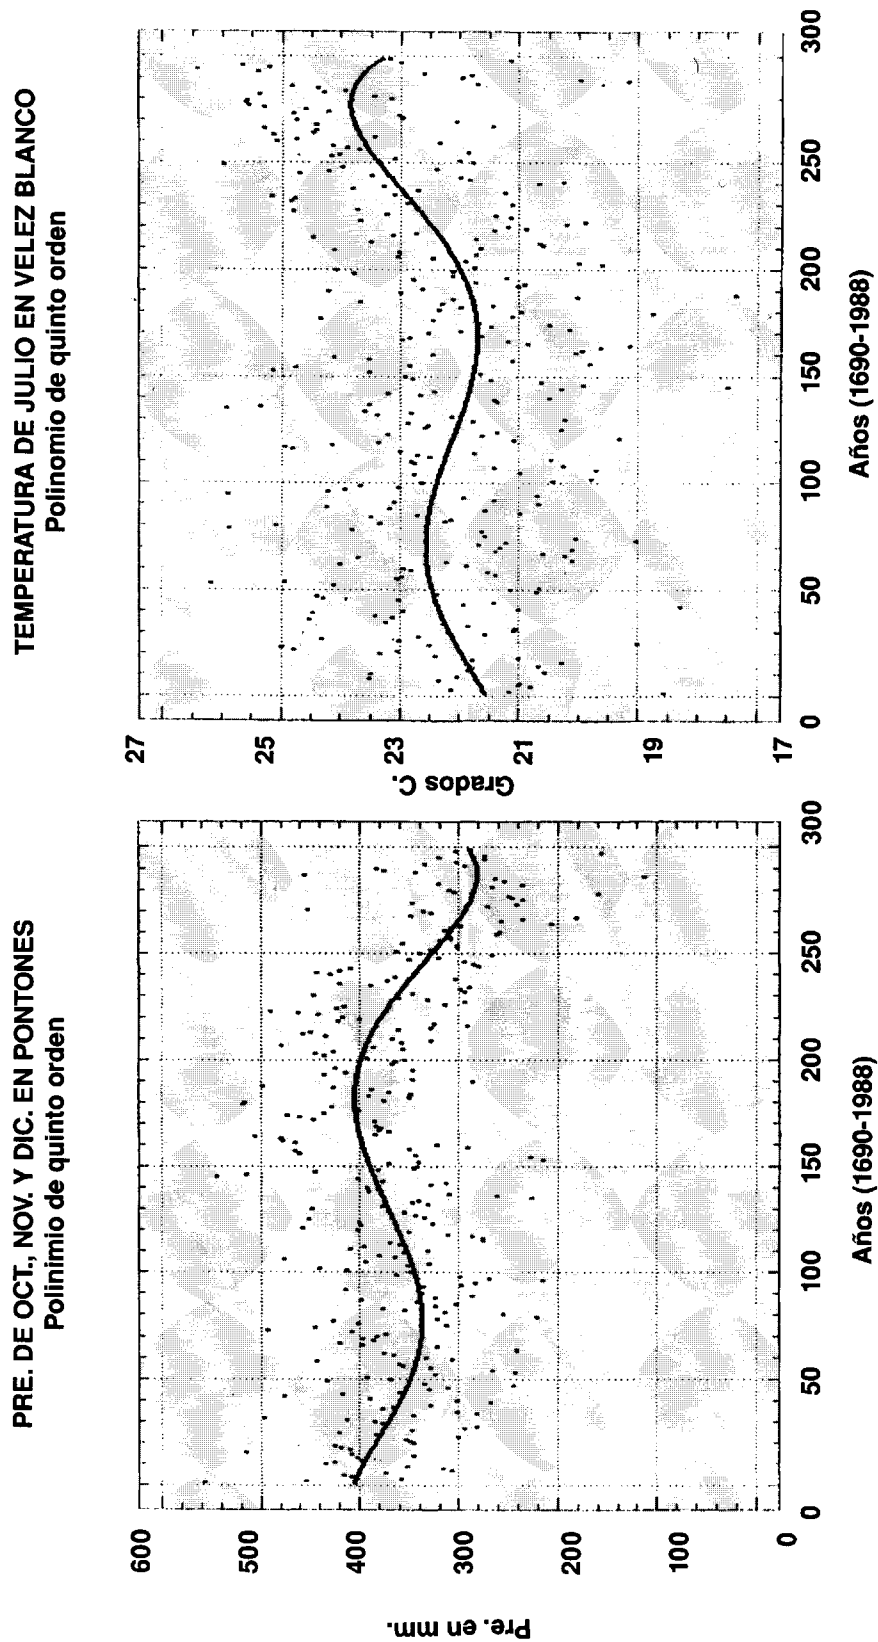 PRE. DE OCT., NOV. Y DIC. EN PONTONES
Polinimio de quinto orden
Pre. en mm.
600
500
400
300
200
100
0
0 50 100 150 200 250 300
Años (1690-1988)
TEMPERATURA DE JULIO EN VELEZ BLANCO
Polinomio de quinto orden
Grados C.
27
25
23
21
19
17
0 50 100 150 200 250 300
Años (1690-1988)